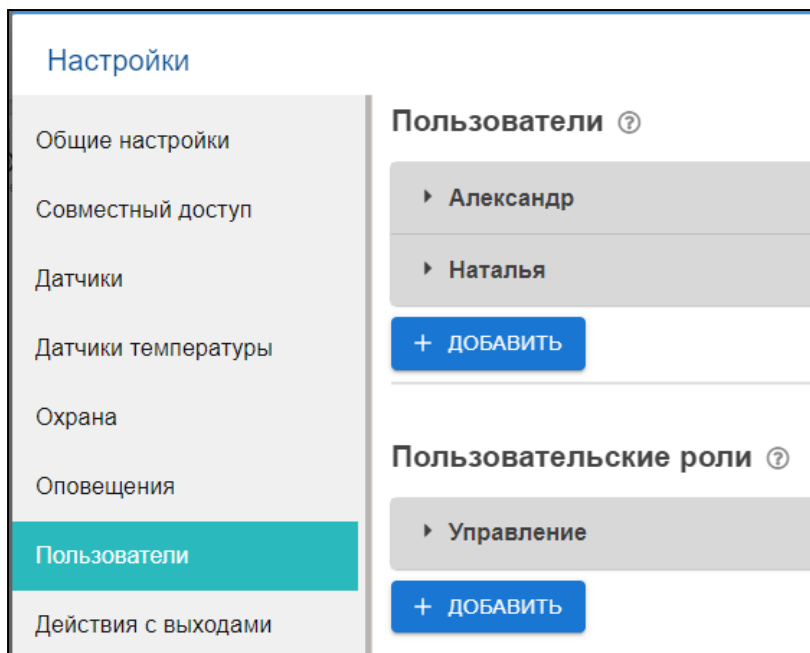 Настройки
Общие настройки
Совместный доступ
Датчики
Датчики температуры
Охрана
Оповещения
Пользователи
Действия с выходами
Пользователи ?
Александр
Наталья
+ ДОБАВИТЬ
Пользовательские роли ?
Управление
+ ДОБАВИТЬ